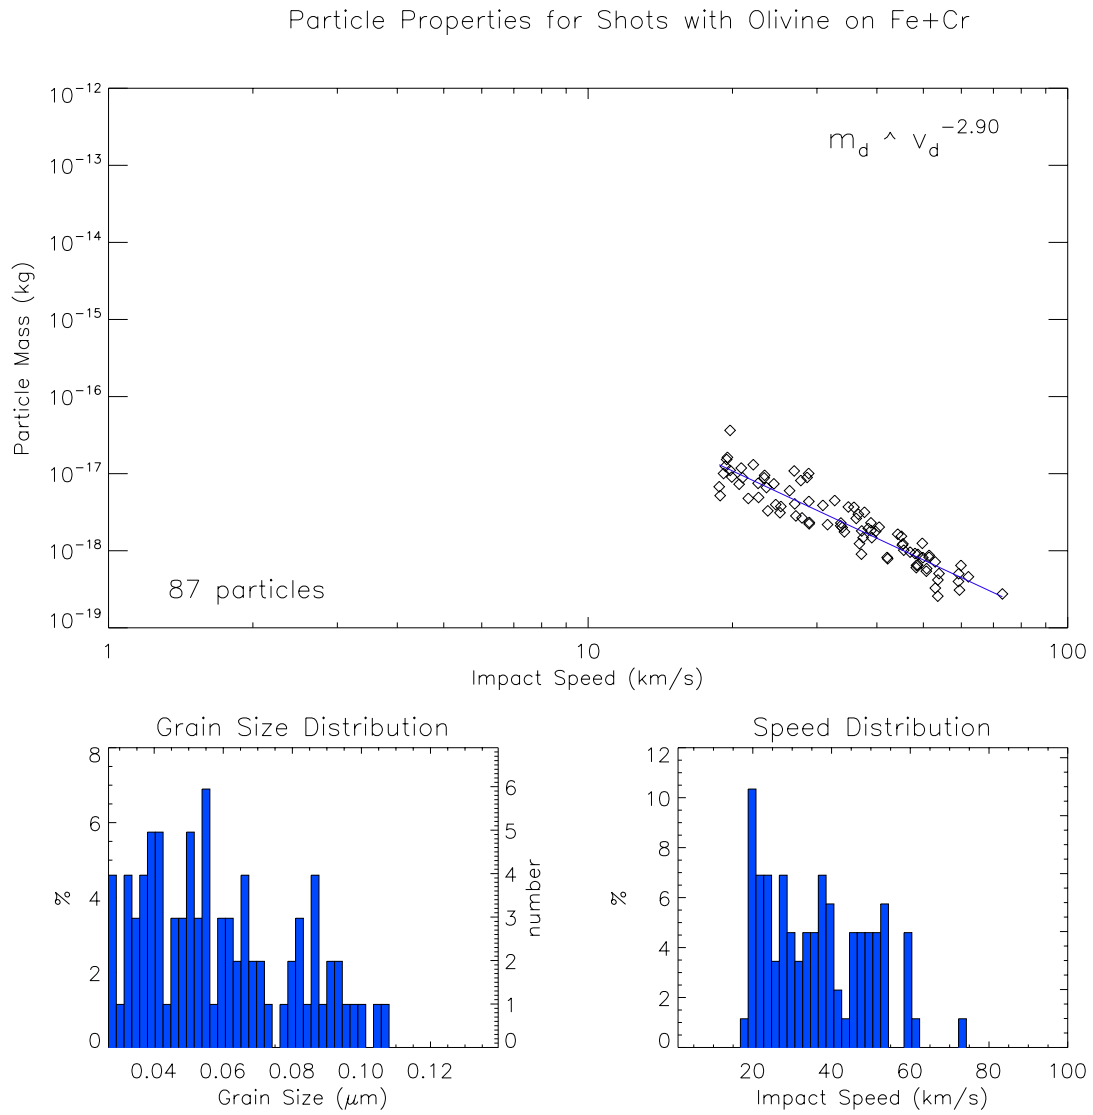 Particle Properties for Shots with Olivine on Fe+Cr
10^-12
10^-13
10^-14
10^-15
10^-16
10^-17
10^-18
10^-19
Particle Mass (kg)
m_d ^ v_d^-2.90
87 particles
1 10 100
Impact Speed (km/s)
Grain Size Distribution
8
6
4
2
0
%
6
5
4
3
2
1
0
number
0.04 0.06 0.08 0.10 0.12
Grain Size (μm)
Speed Distribution
12
10
8
6
4
2
0
%
20 40 60 80 100
Impact Speed (km/s)